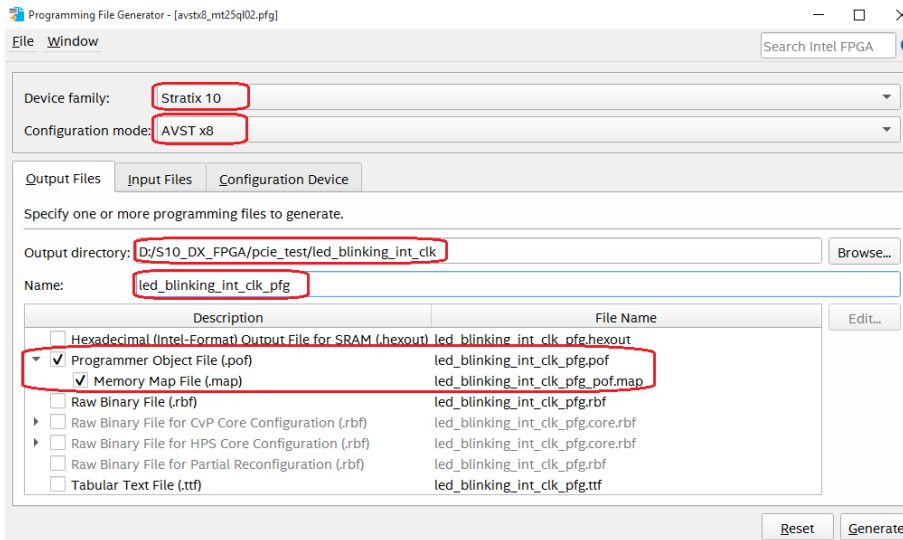 Programming File Generator - [avstx8_mt25ql02.pfg]
File Window Search Intel FPGA
Device family: Stratix 10
Configuration mode: AVST x8
Output Files Input Files Configuration Device
Specify one or more programming files to generate.
Output directory: D:/S10_DX_FPGA/pcie_test/led_blinking_int_clk Browse...
Name: led_blinking_int_clk_pfg
Description File Name Edit...
Hexadecimal (Intel-Format) Output File for SRAM (.hexout) led_blinking_int_clk_pfg.hexout
Programmer Object File (.pof) led_blinking_int_clk_pfg.pof
Memory Map File (.map) led_blinking_int_clk_pfg_pof.map
Raw Binary File (.rbf) led_blinking_int_clk_pfg.rbf
Raw Binary File for CvP Core Configuration (.rbf) led_blinking_int_clk_pfg.core.rbf
Raw Binary File for HPS Core Configuration (.rbf) led_blinking_int_clk_pfg.core.rbf
Raw Binary File for Partial Reconfiguration (.rbf) led_blinking_int_clk_pfg.rbf
Tabular Text File (.ttf) led_blinking_int_clk_pfg.ttf
Reset Generate